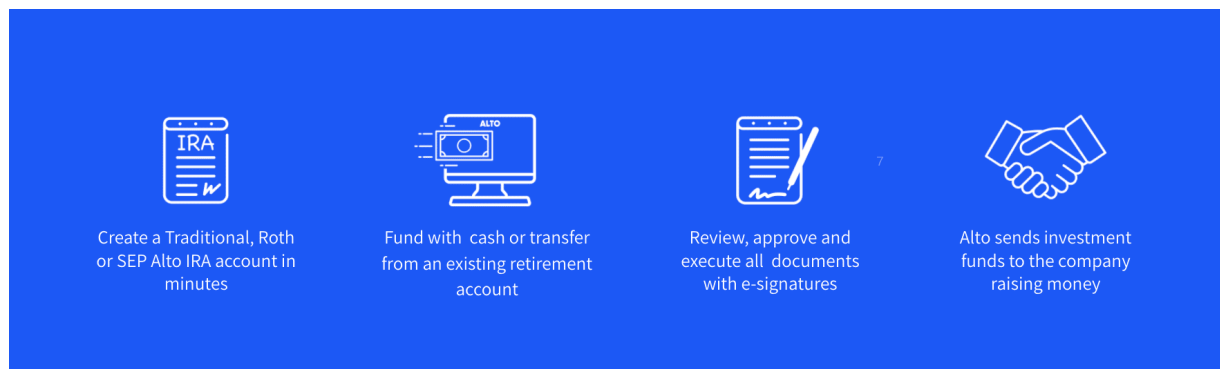 IRA
ALTO
7
Create a Traditional, Roth
or SEP Alto IRA account in
minutes
Fund with  cash or transfer
from an existing retirement
account
Review, approve and
execute all  documents
with e-signatures
Alto sends investment
funds to the company
raising money